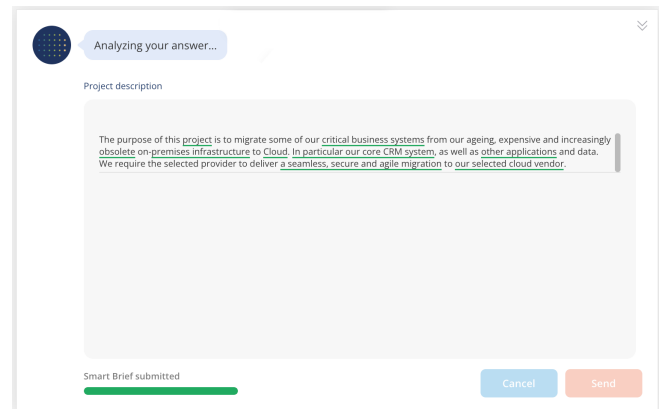 Analyzing your answer...
Project description
The purpose of this project is to migrate some of our critical business systems from our ageing, expensive and increasingly
obsolete on-premises infrastructure to Cloud. In particular our core CRM system, as well as other applications and data.
We require the selected provider to deliver a seamless, secure and agile migration to our selected cloud vendor.
Smart Brief submitted
Cancel
Send